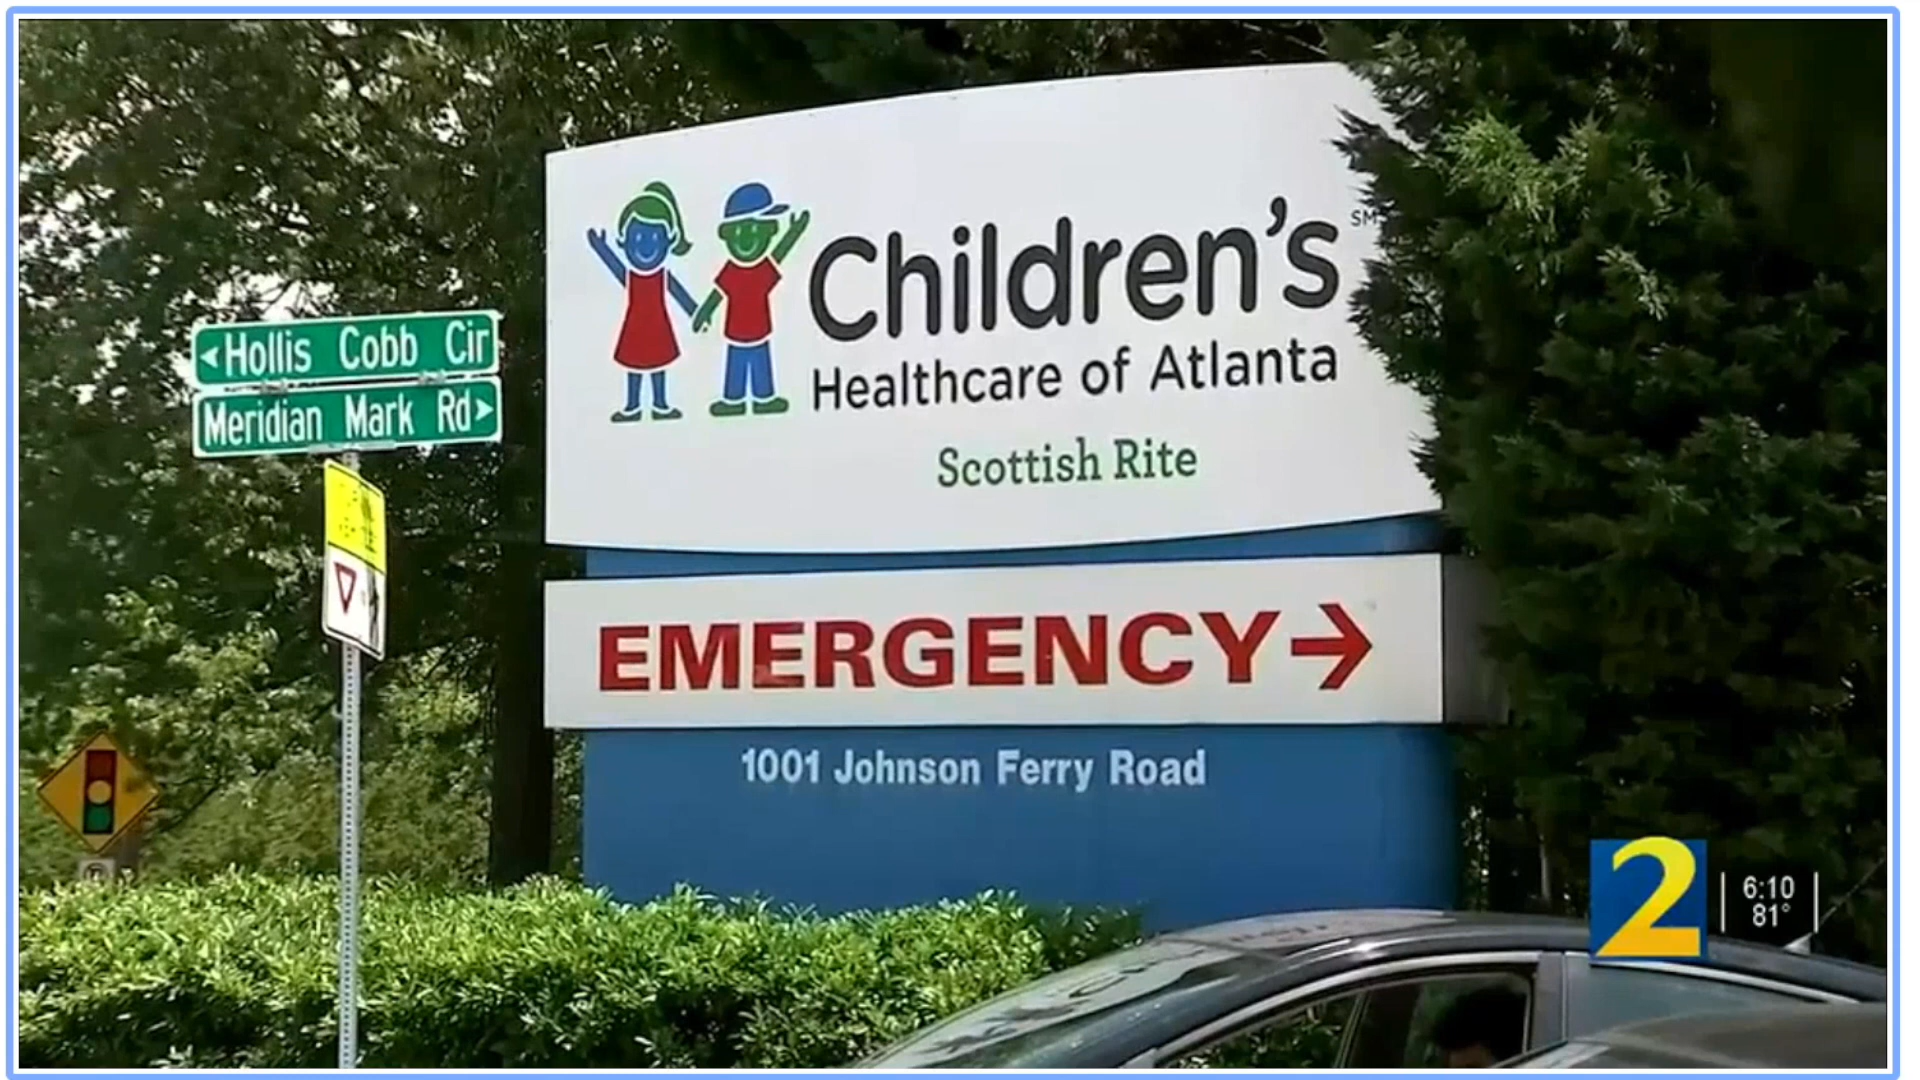 Hollis Cobb Cir
Meridian Mark Rd
Children's℠
Healthcare of Atlanta
Scottish Rite
EMERGENCY→
1001 Johnson Ferry Road
2
6:10
81°